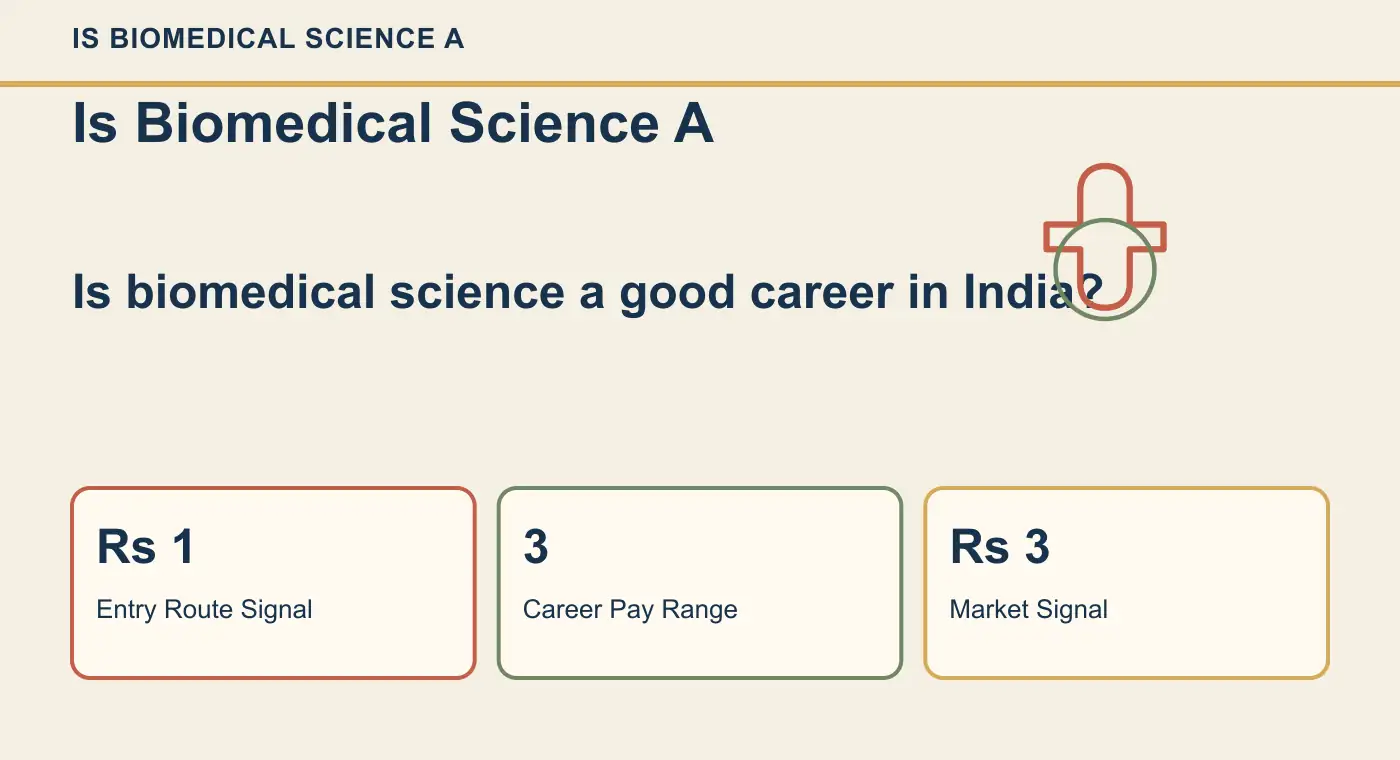 IS BIOMEDICAL SCIENCE A
Is Biomedical Science A
Is biomedical science a good career in India?
Rs 1
Entry Route Signal
3
Career Pay Range
Rs 3
Market Signal